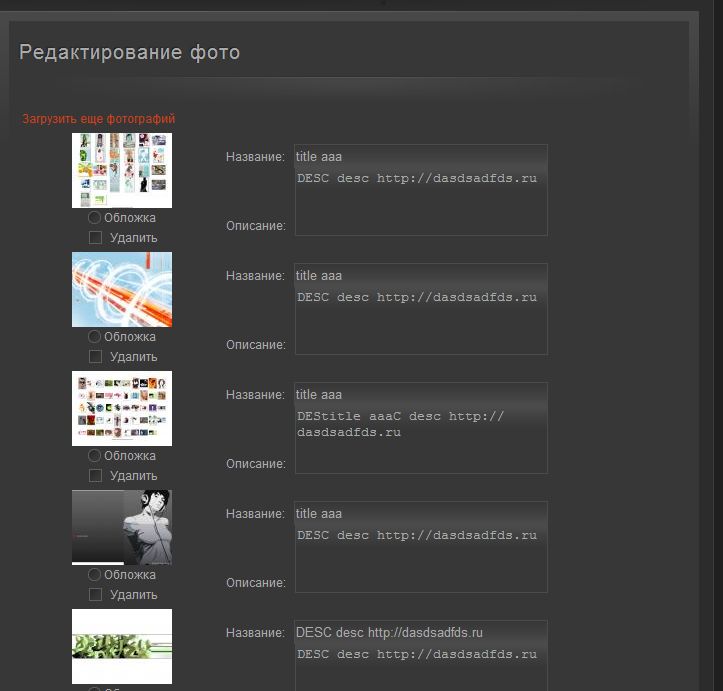 Редактирование фото
Загрузить еще фотографий
Название: title aaa
DESC desc http://dasdsadfds.ru
Описание:
Обложка
Удалить
Название: title aaa
DESC desc http://dasdsadfds.ru
Описание:
Обложка
Удалить
Название: title aaa
DEStitle aaaC desc http://
dasdsadfds.ru
Описание:
Обложка
Удалить
Название: title aaa
DESC desc http://dasdsadfds.ru
Описание:
Обложка
Удалить
Название: DESC desc http://dasdsadfds.ru
DESC desc http://dasdsadfds.ru